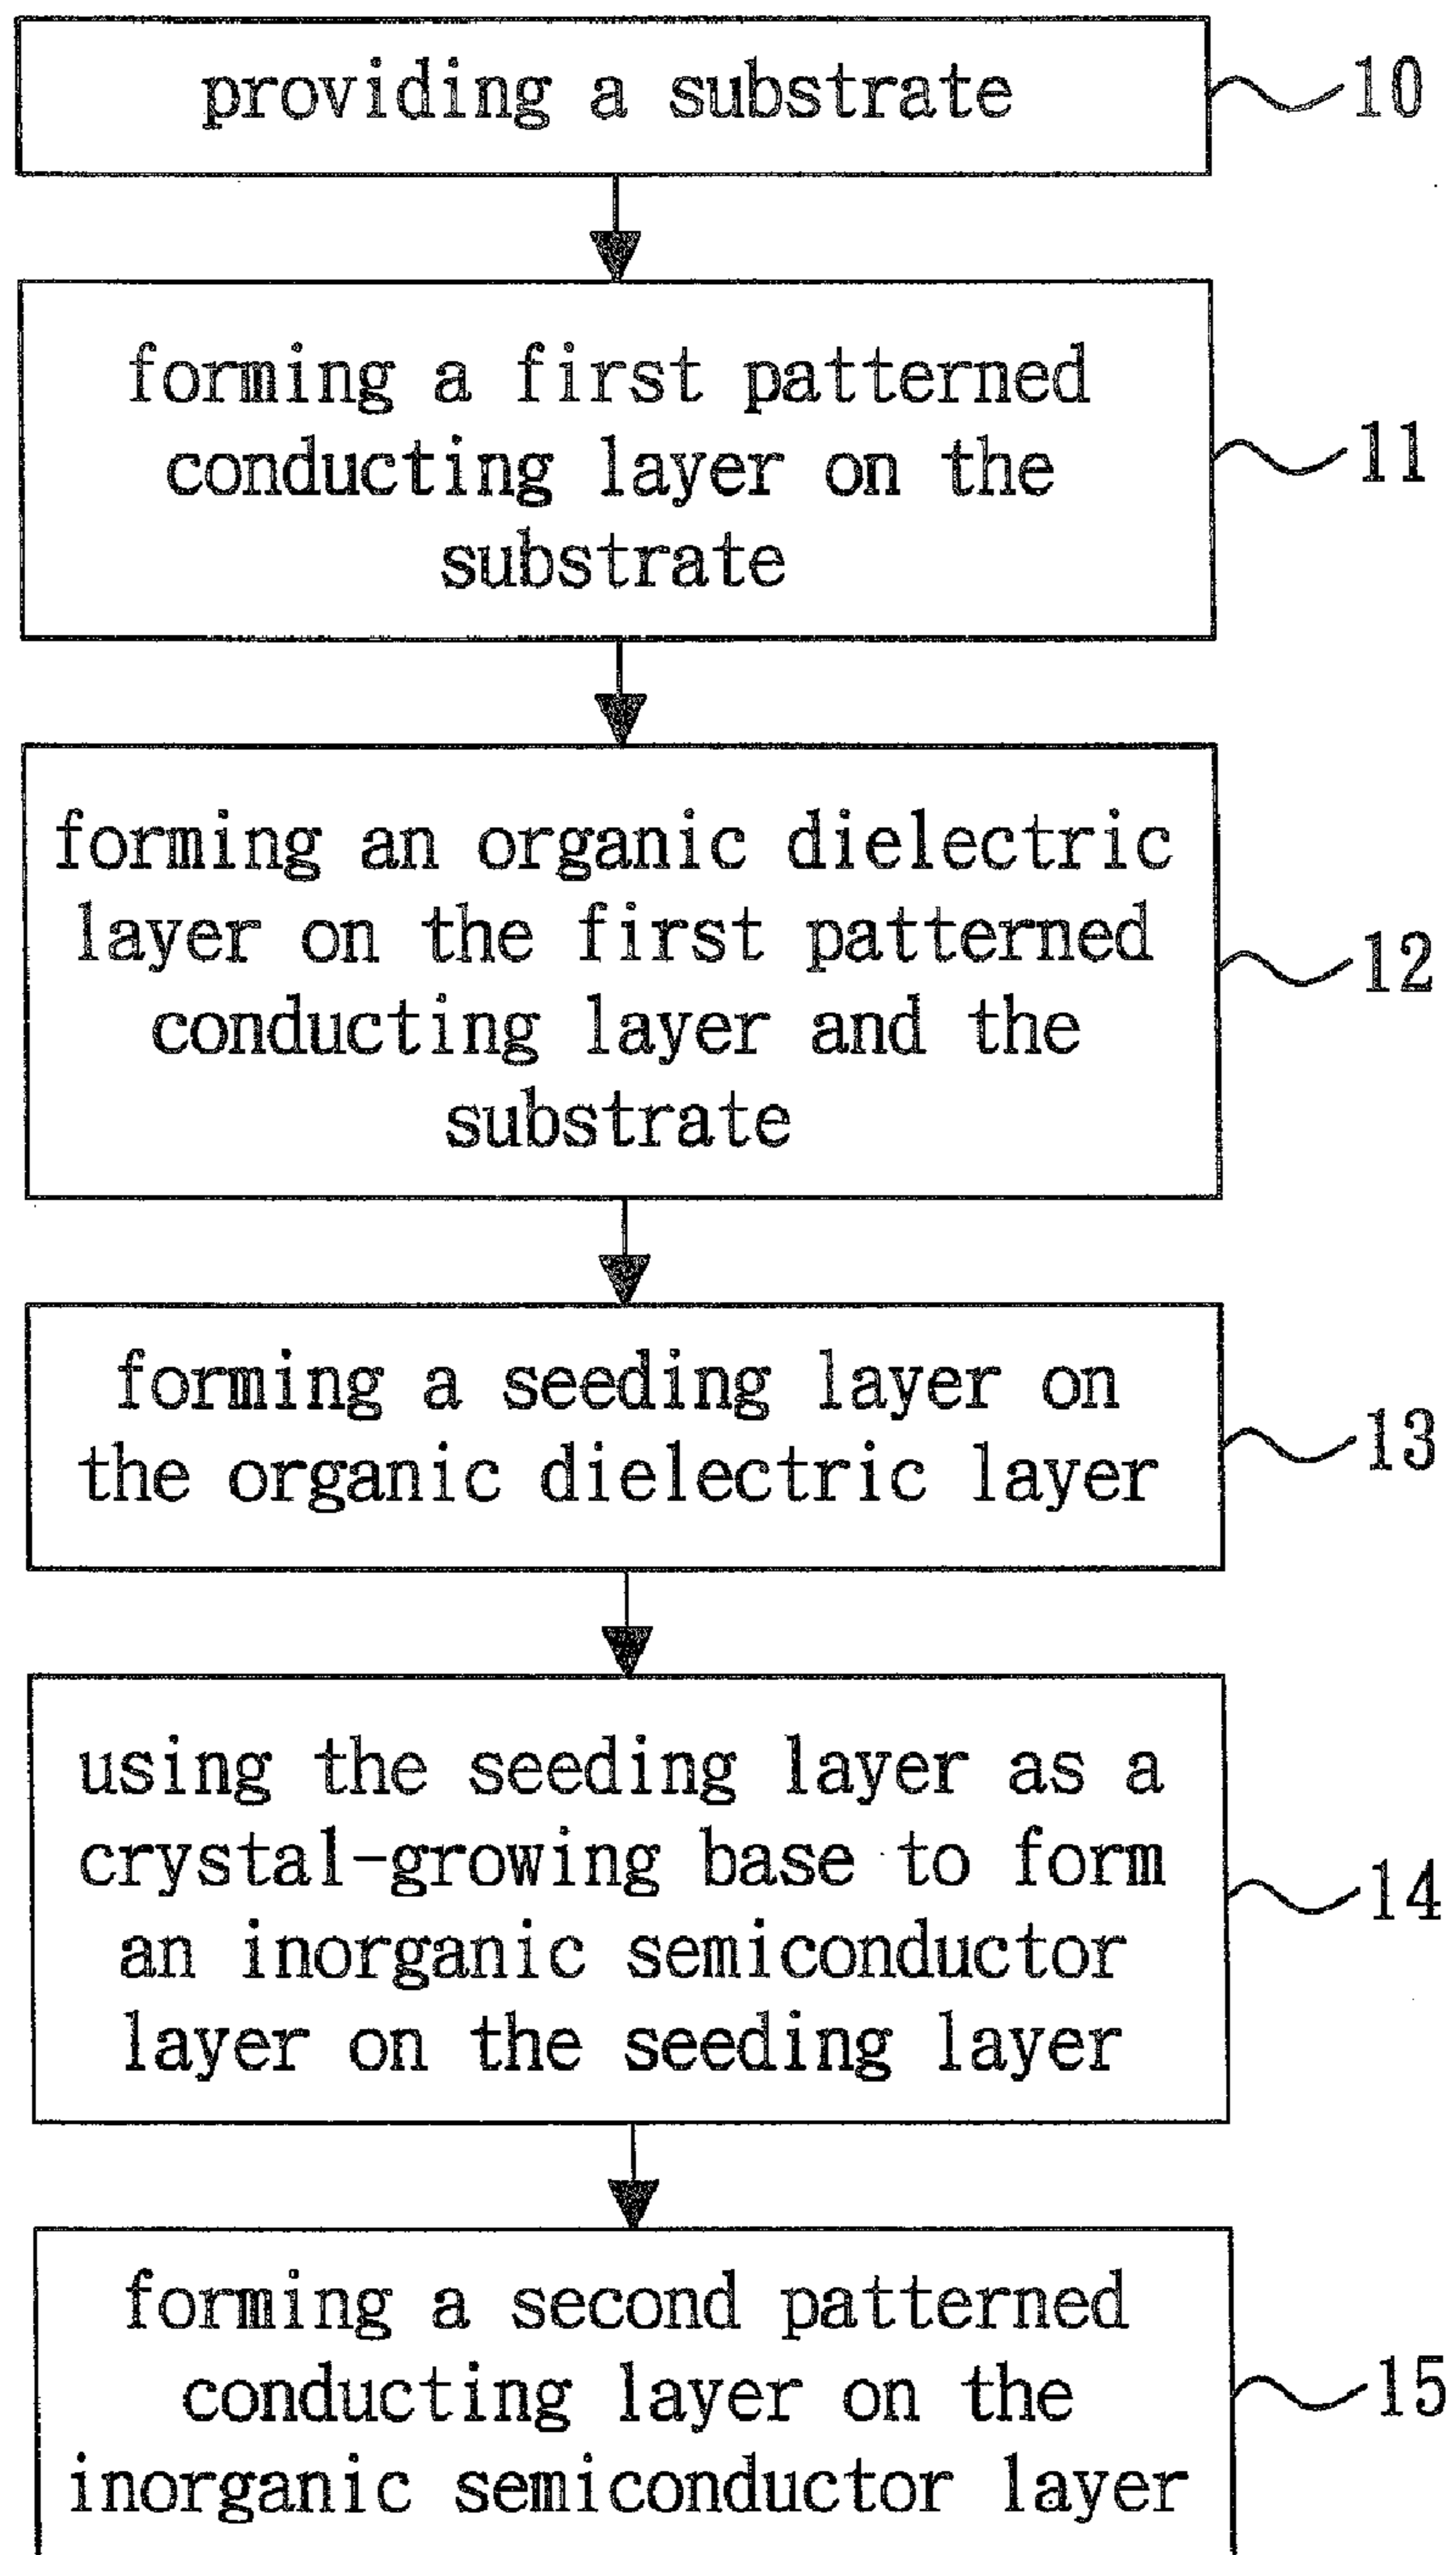 providing a substrate
10
forming a first patterned
conducting layer on the
substrate
11
forming an organic dielectric
layer on the first patterned
conducting layer and the
substrate
12
forming a seeding layer on
the organic dielectric layer
13
using the seeding layer as a
crystal-growing base to form
an inorganic semiconductor
layer on the seeding layer
14
forming a second patterned
conducting layer on the
inorganic semiconductor layer
15